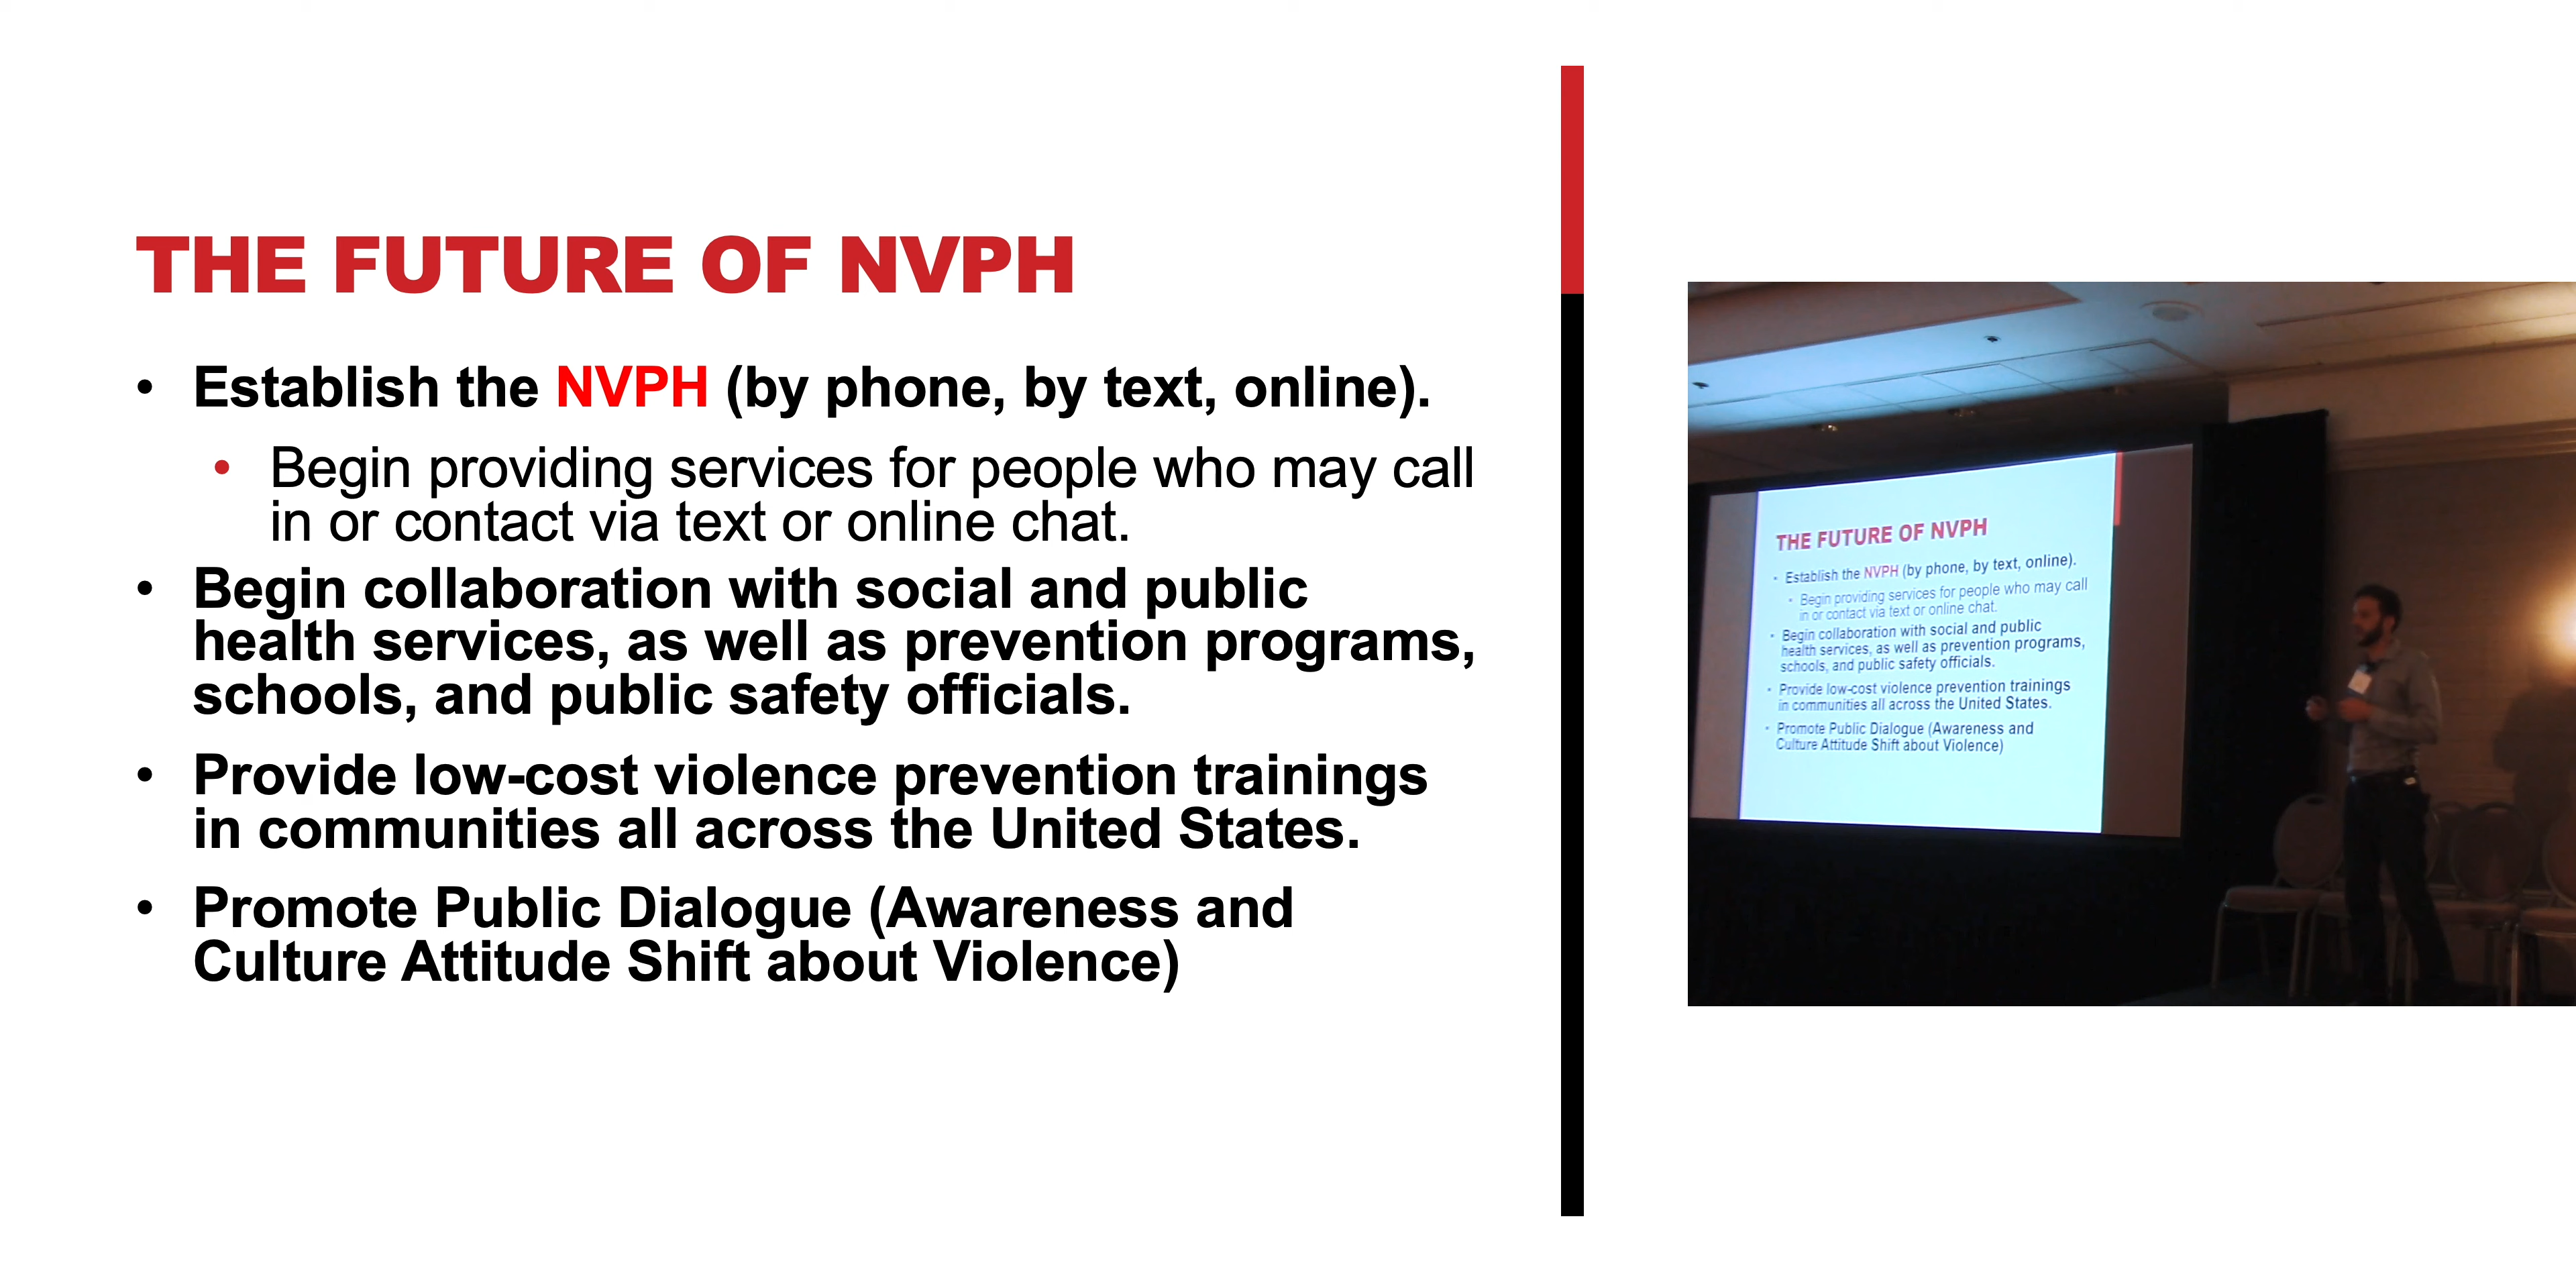 THE FUTURE OF NVPH
• Establish the NVPH (by phone, by text, online).
• Begin providing services for people who may call
in or contact via text or online chat.
• Begin collaboration with social and public
health services, as well as prevention programs,
schools, and public safety officials.
• Provide low-cost violence prevention trainings
in communities all across the United States.
• Promote Public Dialogue (Awareness and
Culture Attitude Shift about Violence)
THE FUTURE OF NVPH
• Establish the NVPH (by phone, by text, online).
• Begin providing services for people who may call
in or contact via text or online chat.
• Begin collaboration with social and public
health services, as well as prevention programs,
schools, and public safety officials.
• Provide low-cost violence prevention trainings
in communities all across the United States.
• Promote Public Dialogue (Awareness and
Culture Attitude Shift about Violence)